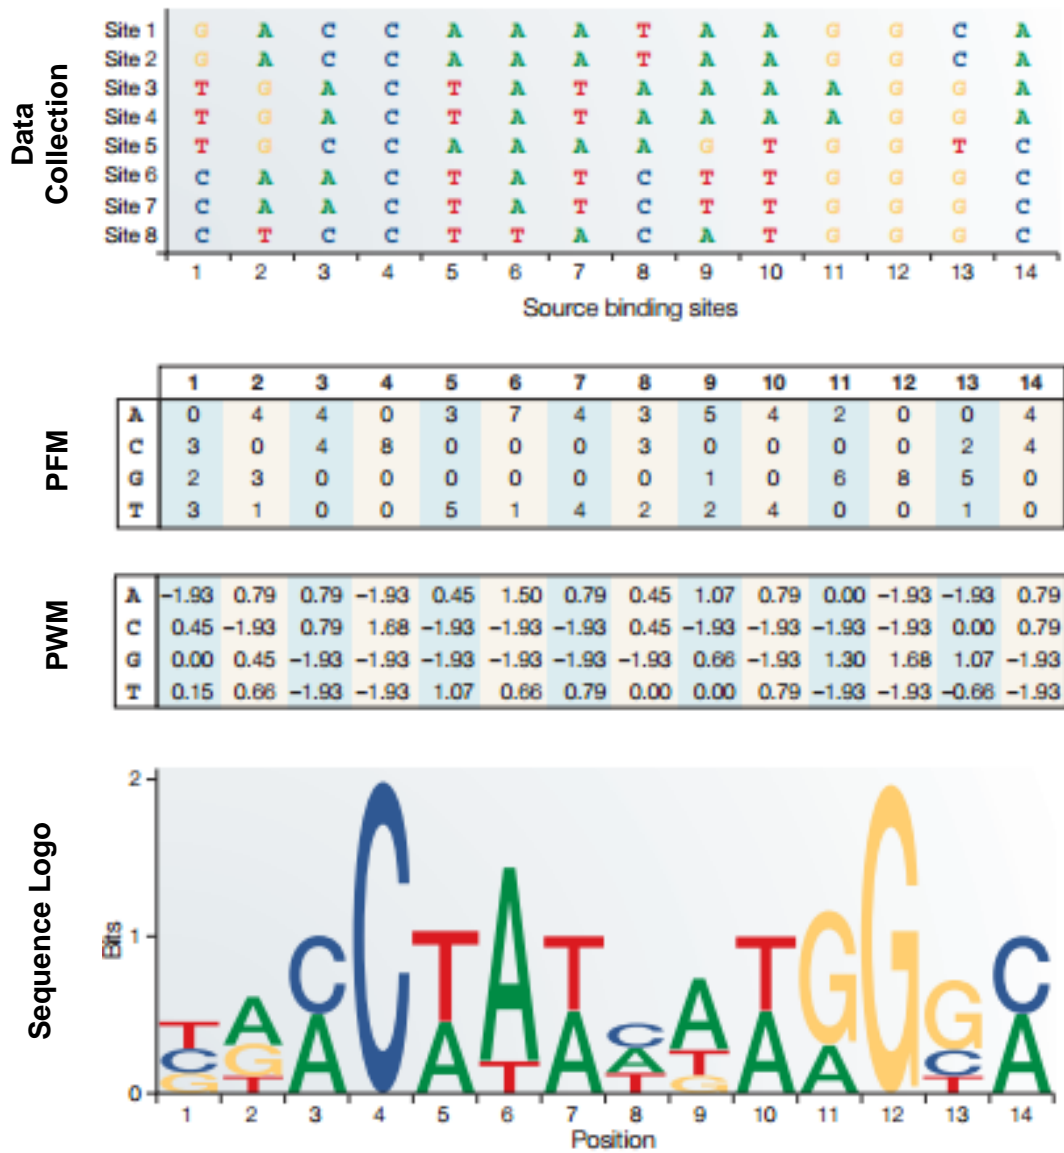 Data
Collection
Site 1 G A C C A A A T A A G G C A
Site 2 G A C C A A A T A A G G C A
Site 3 T G A C T A T A A A A G G A
Site 4 T G A C T A T A A A A G G A
Site 5 T G C C A A A A G T G G T C
Site 6 C A A C T A T C T T G G G C
Site 7 C A A C T A T C T T G G G C
Site 8 C T C C T T A C A T G G G C
1 2 3 4 5 6 7 8 9 10 11 12 13 14
Source binding sites
PFM
1 2 3 4 5 6 7 8 9 10 11 12 13 14
A 0 4 4 0 3 7 4 3 5 4 2 0 0 4
C 3 0 4 8 0 0 0 3 0 0 0 0 2 4
G 2 3 0 0 0 0 0 0 1 0 6 8 5 0
T 3 1 0 0 5 1 4 2 2 4 0 0 1 0
PWM
A −1.93 0.79 0.79 −1.93 0.45 1.50 0.79 0.45 1.07 0.79 0.00 −1.93 −1.93 0.79
C 0.45 −1.93 0.79 1.68 −1.93 −1.93 −1.93 0.45 −1.93 −1.93 −1.93 −1.93 0.00 0.79
G 0.00 0.45 −1.93 −1.93 −1.93 −1.93 −1.93 −1.93 0.66 −1.93 1.30 1.68 1.07 −1.93
T 0.15 0.66 −1.93 −1.93 1.07 0.66 0.79 0.00 0.00 0.79 −1.93 −1.93 −0.66 −1.93
Sequence Logo
Bits
2
1
0
T A C C T A T C A T G G G C
C G A A T A A T A A C A
G T T G T
1 2 3 4 5 6 7 8 9 10 11 12 13 14
Position